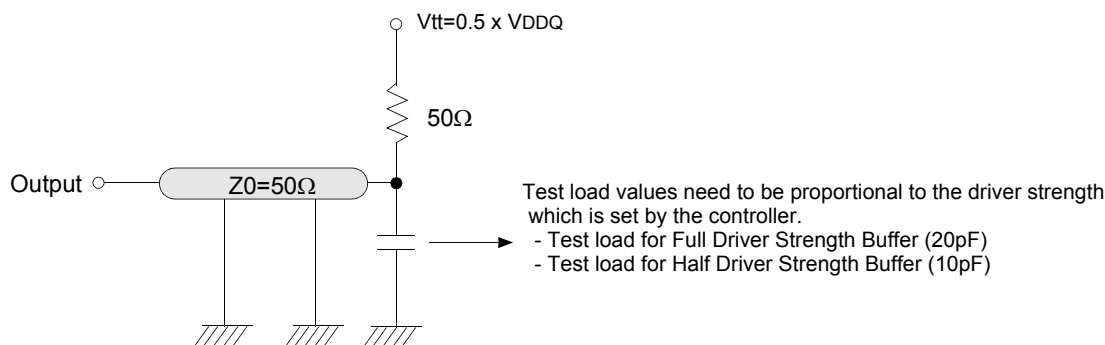 Vtt=0.5 x VDDQ
50Ω
Output
Z0=50Ω
Test load values need to be proportional to the driver strength
which is set by the controller.
- Test load for Full Driver Strength Buffer (20pF)
- Test load for Half Driver Strength Buffer (10pF)